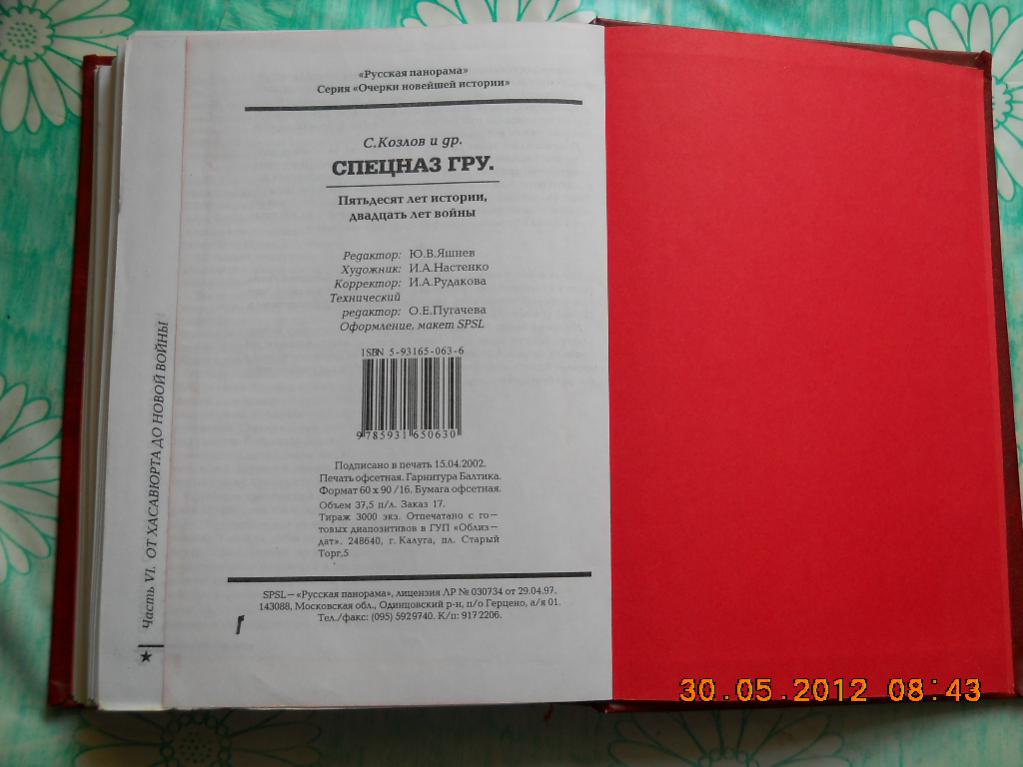 «Русская панорама»
Серия «Очерки новейшей истории»
С.Козлов и др.
СПЕЦНАЗ ГРУ.
Пятьдесят лет истории,
двадцать лет войны
Редактор: Ю.В.Яшнев
Художник: И.А.Настенко
Корректор: И.А.Рудакова
Технический
редактор: О.Е.Пугачева
Оформление, макет SPSL
ISBN 5-93165-063-6
9 785931 650630
Подписано в печать 15.04.2002.
Печать офсетная. Гарнитура Балтика.
Формат 60 х 90 /16. Бумага офсетная.
Объем 37,5 п/л. Заказ 17.
Тираж 3000 экз. Отпечатано с го-
товых диапозитивов в ГУП «Облиз-
дат». 248640, г. Калуга, пл. Старый
Торг,5
SPSL—«Русская панорама», лицензия ЛР № 030734 от 29.04.97.
143088, Московская обл., Одинцовский р-н, п/о Герцено, а/я 01.
Тел./факс: (095) 5929740. К/п: 917 2206.
Часть VI. ОТ ХАСАВЮРТА ДО НОВОЙ ВОЙНЫ
30.05.2012 08:43